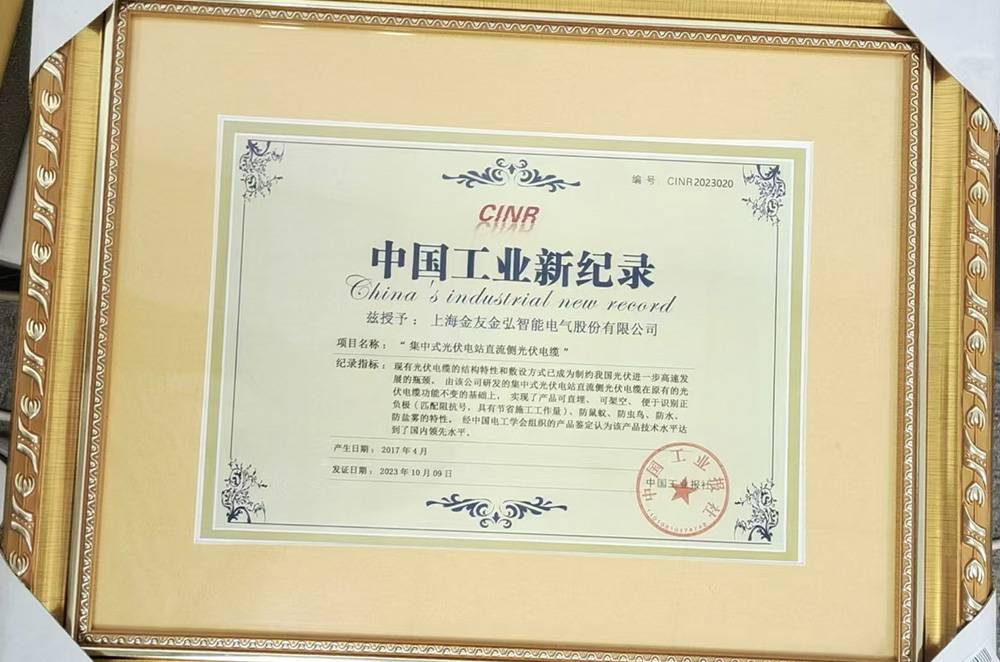 编号 CINR2023020
CINR
中国工业新纪录
China's industrial new record
兹授予：上海金友金弘智能电气股份有限公司
项目名称：“集中式光伏电站直流侧光伏电缆”
纪录指标：现有光伏电缆的结构特性和敷设方式已成为制约我国光伏进一步高速发
展的瓶颈。由该公司研发的集中式光伏电站直流侧光伏电缆在原有的光
伏电缆功能不变的基础上，实现了产品可直埋、可架空、便于识别正
负极（匹配阻抗号，具有节省施工工作量）、防鼠蚁、防虫鸟、防水、
防盐雾的特性。经中国电工学会组织的产品鉴定认为该产品技术水平达
到了国内领先水平。
产生日期：2017年4月
发证日期：2023年10月09日
中国工业报社
中国工业报社